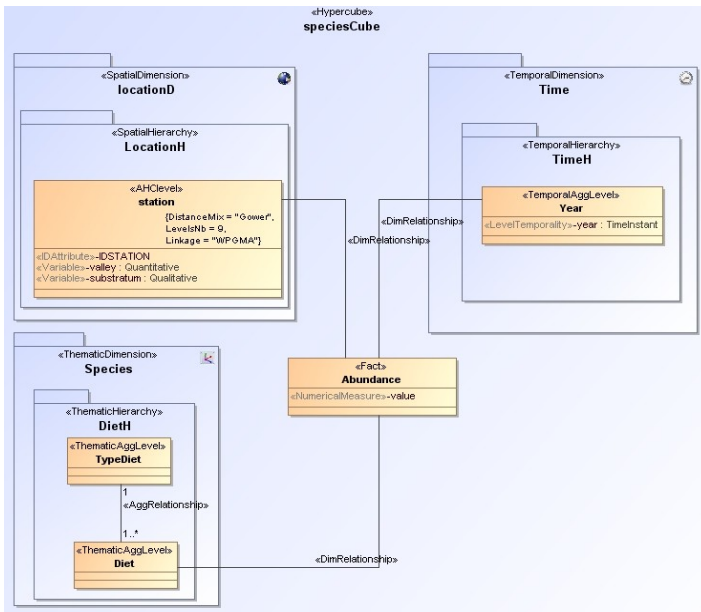 «Hypercube»
speciesCube
«SpatialDimension»
locationD
«SpatialHierarchy»
LocationH
«AHClevel»
station
{DistanceMix = "Gower",
LevelsNb = 9,
Linkage = "WPGMA"}
«IDAttribute»-IDSTATION
«Variable»-valley : Quantitative
«Variable»-substratum : Qualitative
«TemporalDimension»
Time
«TemporalHierarchy»
TimeH
«TemporalAggLevel»
Year
«LevelTemporality»-year : TimeInstant
«DimRelationship»
«DimRelationship»
«Fact»
Abundance
«NumericalMeasure»-value
«ThematicDimension»
Species
«ThematicHierarchy»
DietH
«ThematicAggLevel»
TypeDiet
1
«AggRelationship»
1..*
«ThematicAggLevel»
Diet
«DimRelationship»